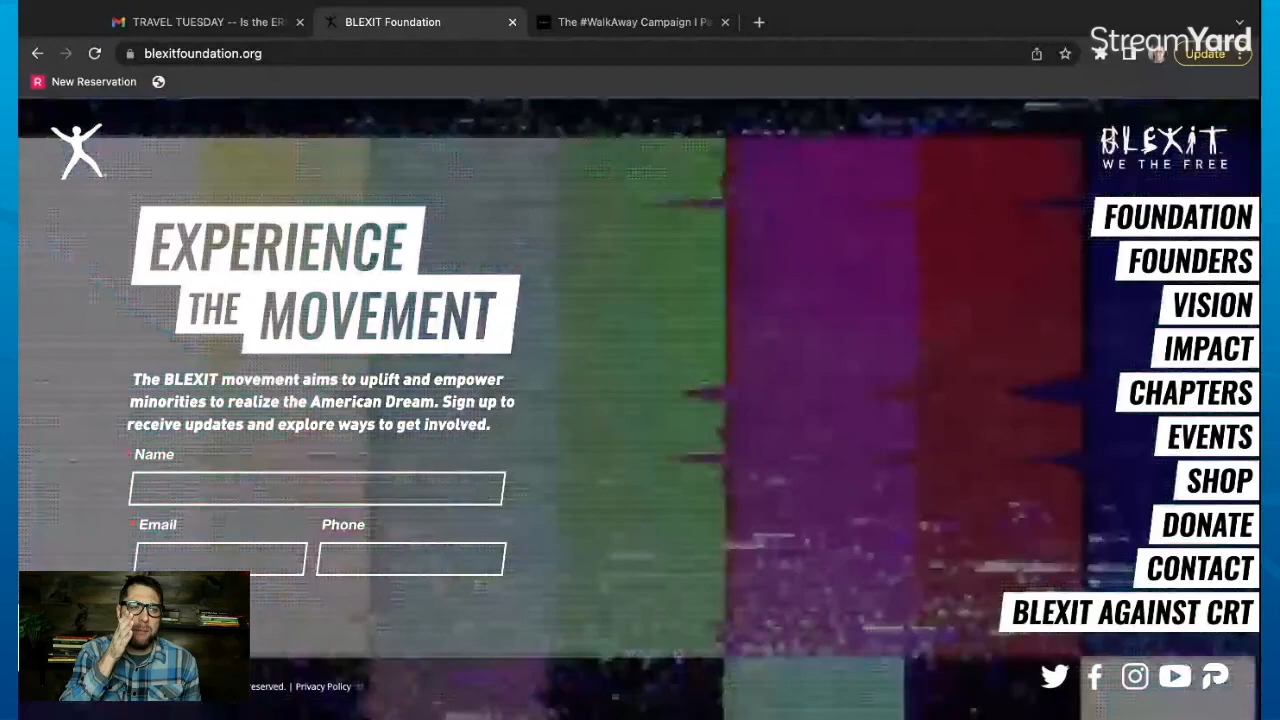 TRAVEL TUESDAY -- Is the ER
BLEXIT Foundation
The #WalkAway Campaign I Pa
StreamYard
blexitfoundation.org
Update
New Reservation
BLEXIT
WE THE FREE
EXPERIENCE
THE MOVEMENT
The BLEXIT movement aims to uplift and empower
minorities to realize the American Dream. Sign up to
receive updates and explore ways to get involved.
* Name
* Email
Phone
FOUNDATION
FOUNDERS
VISION
IMPACT
CHAPTERS
EVENTS
SHOP
DONATE
CONTACT
BLEXIT AGAINST CRT
eserved. | Privacy Policy